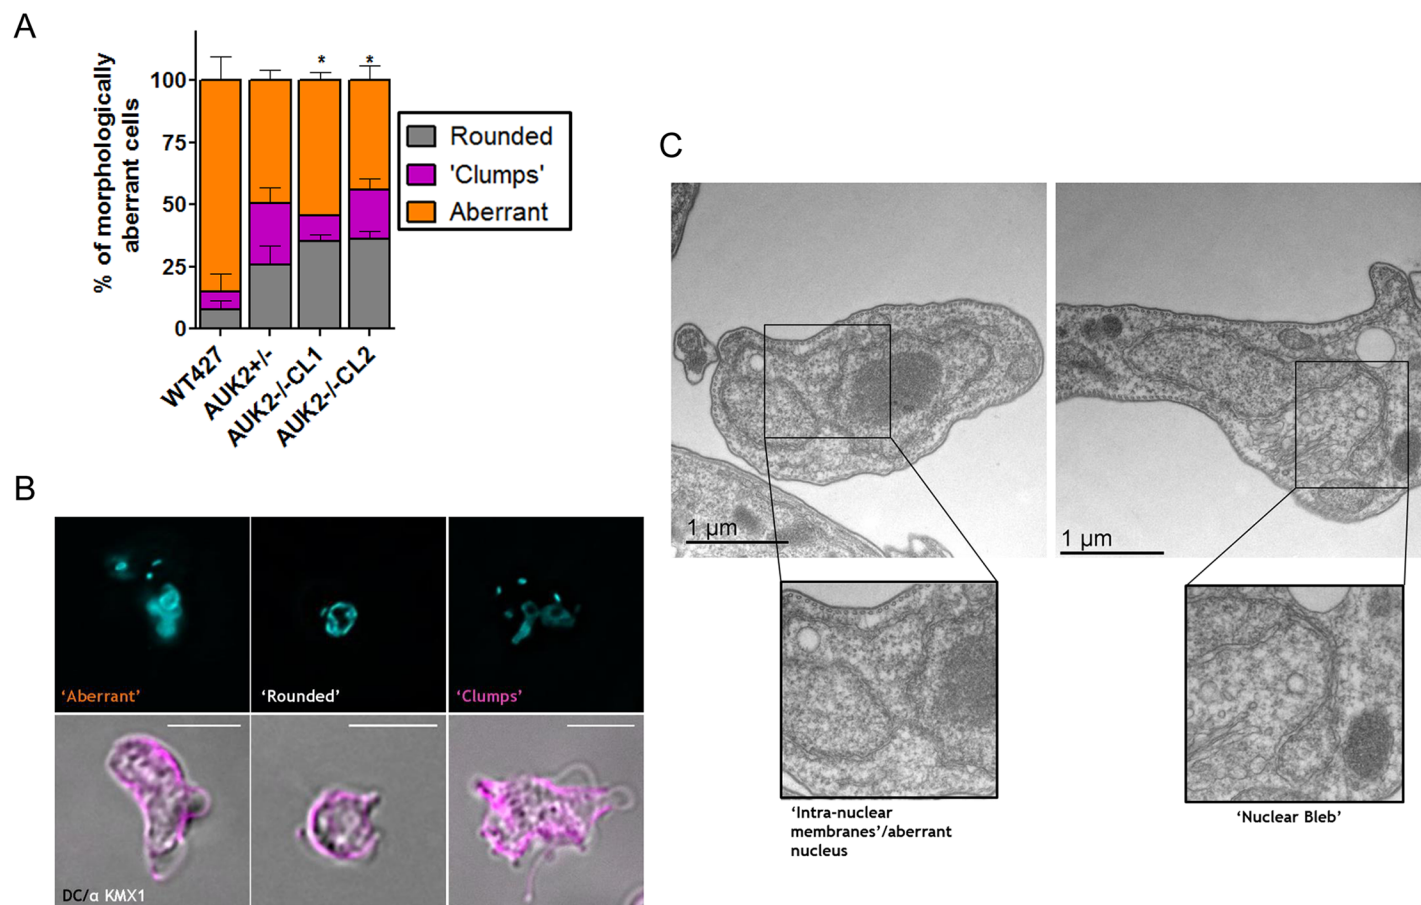 A
% of morphologically
aberrant cells
100
75
50
25
0
*
*
WT427
AUK2+/-
AUK2-/-CL1
AUK2-/-CL2
Rounded
'Clumps'
Aberrant
B
‘Aberrant’
‘Rounded’
‘Clumps’
DC/α KMX1
C
1 μm
1 μm
‘Intra-nuclear
membranes’/aberrant
nucleus
‘Nuclear Bleb’